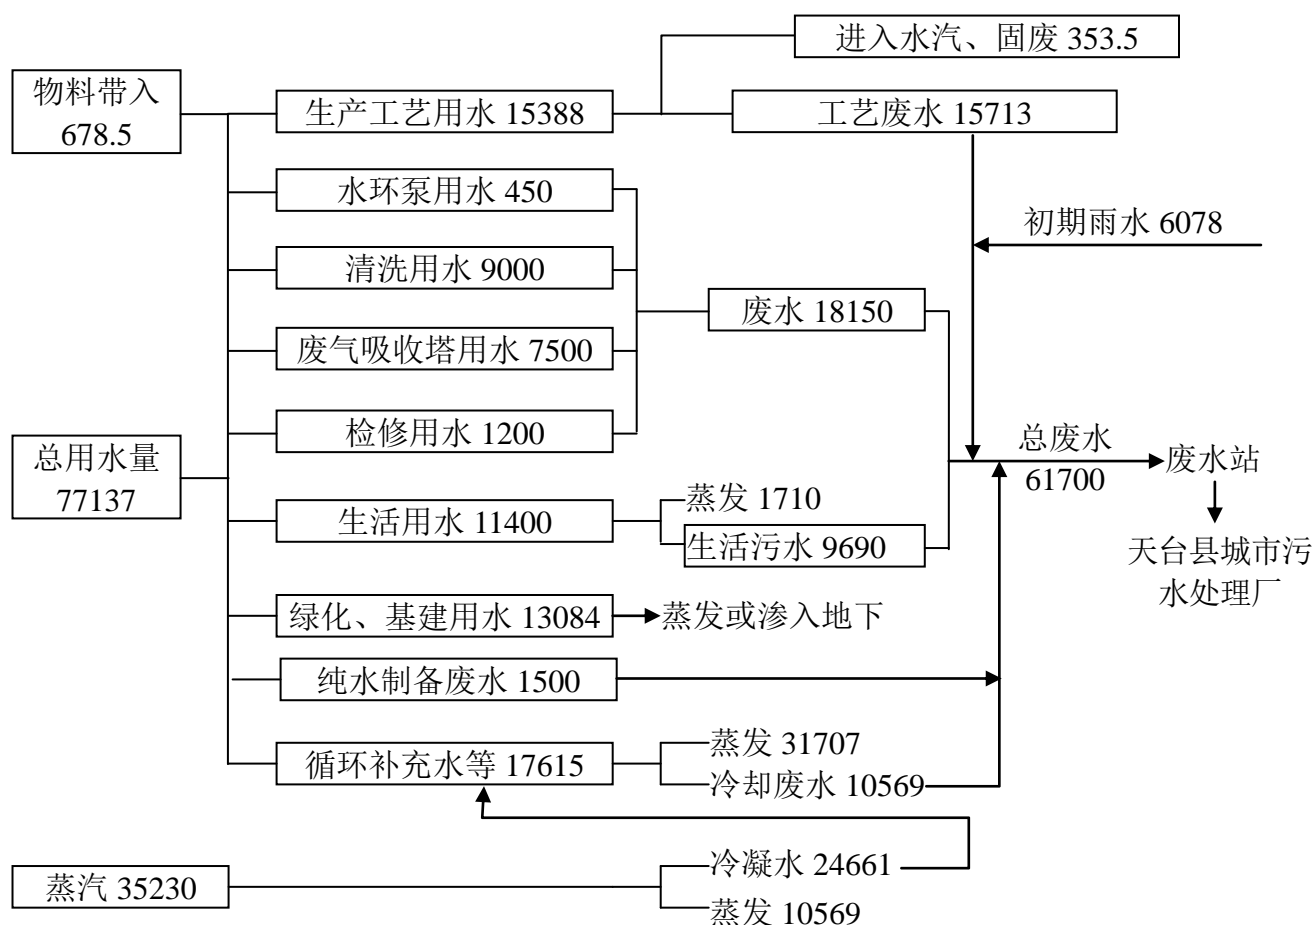 进入水汽、固废 353.5
物料带入
678.5
生产工艺用水 15388
工艺废水 15713
水环泵用水 450
初期雨水 6078
清洗用水 9000
废水 18150
废气吸收塔用水 7500
检修用水 1200
总用水量
77137
总废水
61700
废水站
生活用水 11400
蒸发 1710
生活污水 9690
天台县城市污
水处理厂
绿化、基建用水 13084
蒸发或渗入地下
纯水制备废水 1500
循环补充水等 17615
蒸发 31707
冷却废水 10569
蒸汽 35230
冷凝水 24661
蒸发 10569